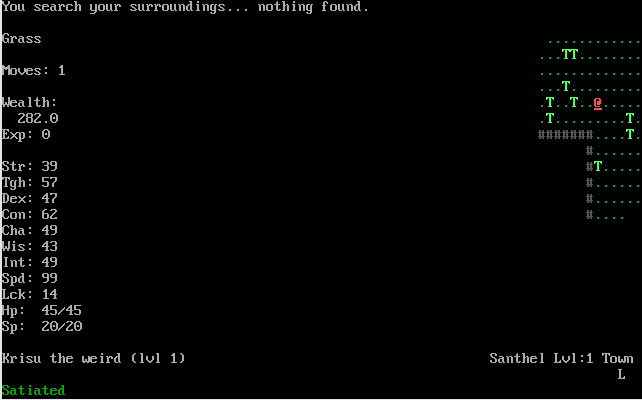 You search your surroundings... nothing found.
Grass
............
...TT........
.............
Moves: 1
...T.........
Wealth:
.T..T..@.....
282.0
.T.........T.
Exp: 0
#######....T.
#......
Str: 39
#T.....
Tgh: 57
#......
Dex: 47
#......
Con: 62
#....
Cha: 49
Wis: 43
Int: 49
Spd: 99
Lck: 14
Hp: 45/45
Sp: 20/20
Krisu the weird (lvl 1)
Santhel Lvl:1 Town
L
Satiated